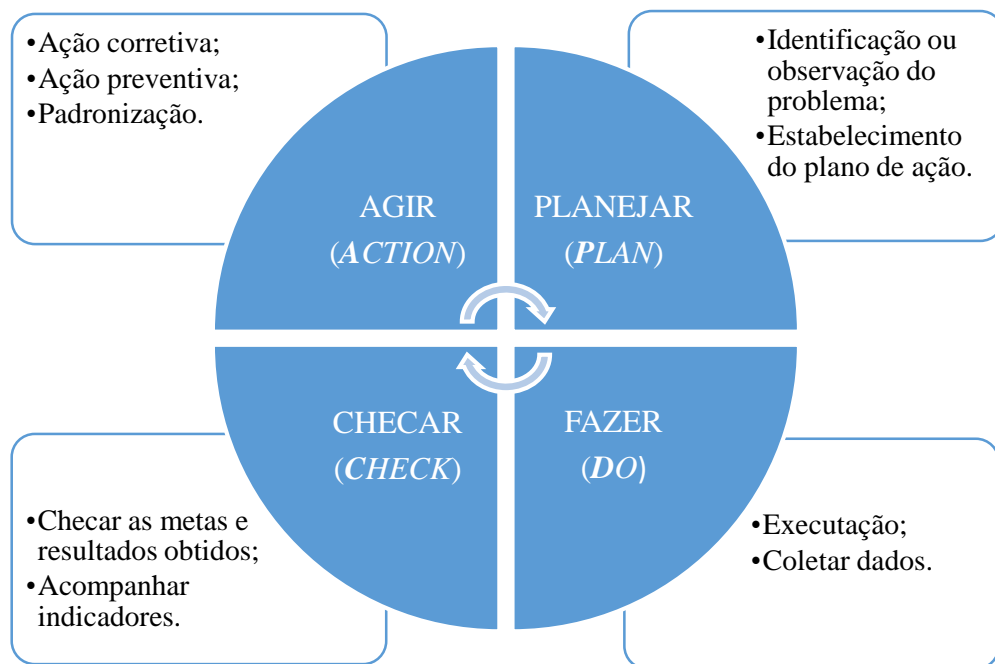 •Ação corretiva;
•Ação preventiva;
•Padronização.
•Identificação ou
observação do
problema;
•Estabelecimento
do plano de ação.
AGIR
(ACTION)
PLANEJAR
(PLAN)
CHECAR
(CHECK)
FAZER
(DO)
•Checar as metas e
resultados obtidos;
•Acompanhar
indicadores.
•Executação;
•Coletar dados.